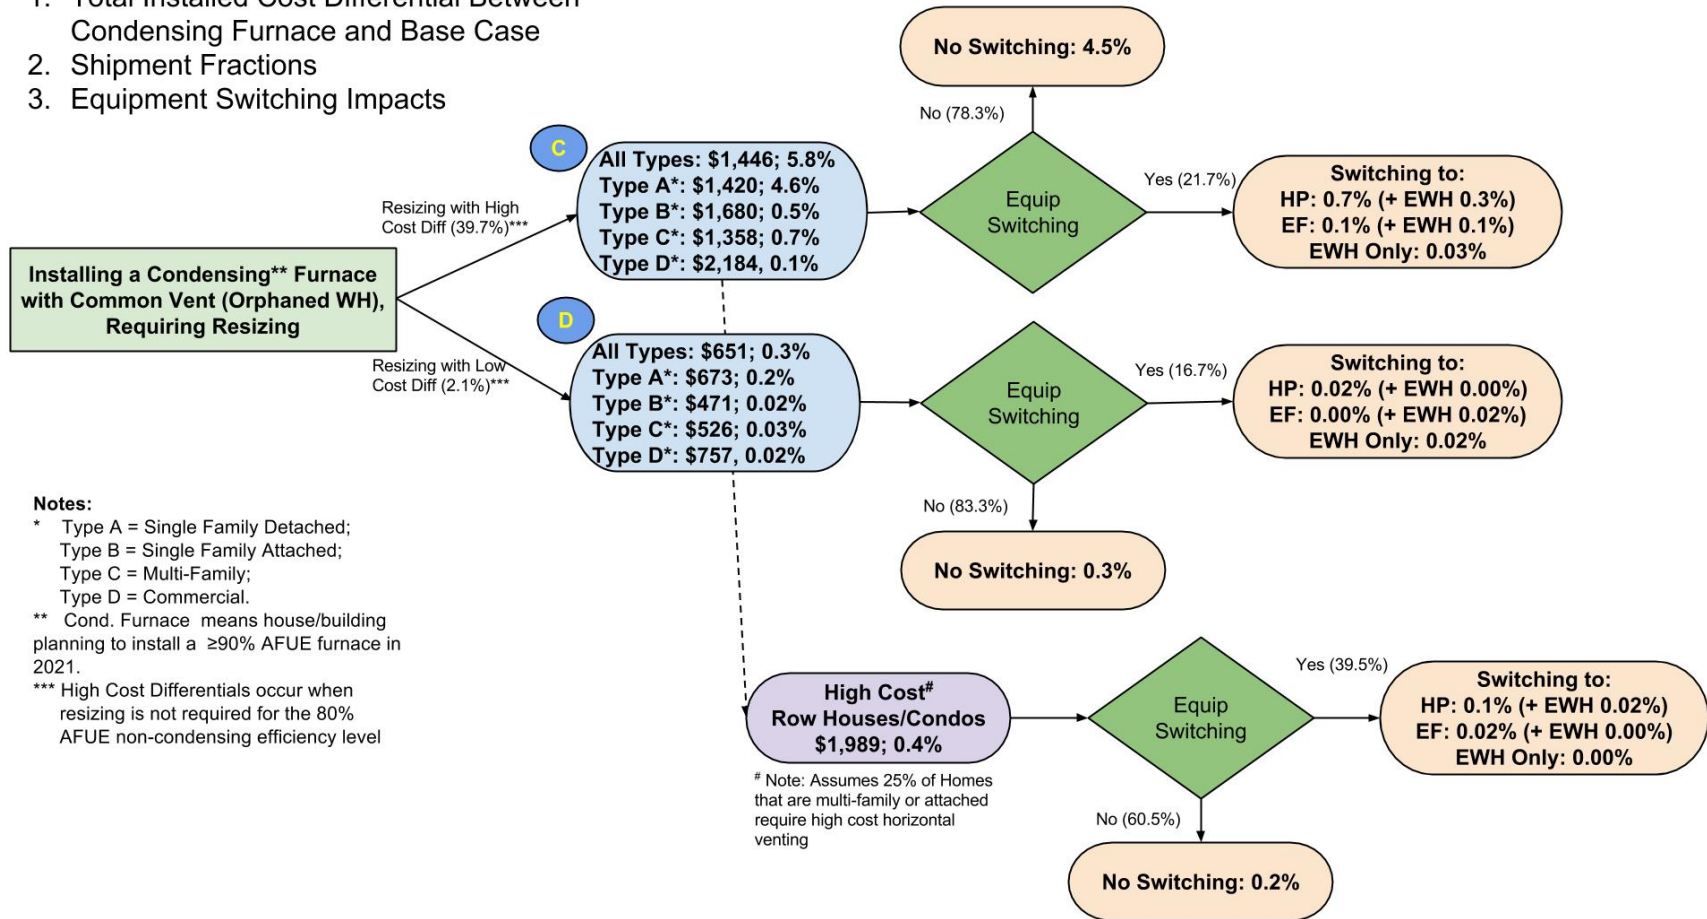 1. Total Installed Cost Differential Between
Condensing Furnace and Base Case
2. Shipment Fractions
3. Equipment Switching Impacts
No Switching: 4.5%
No (78.3%)
C
All Types: $1,446; 5.8%
Type A*: $1,420; 4.6%
Type B*: $1,680; 0.5%
Type C*: $1,358; 0.7%
Type D*: $2,184, 0.1%
Equip
Switching
Yes (21.7%)
Switching to:
HP: 0.7% (+ EWH 0.3%)
EF: 0.1% (+ EWH 0.1%)
EWH Only: 0.03%
Resizing with High
Cost Diff (39.7%)***
Installing a Condensing** Furnace
with Common Vent (Orphaned WH),
Requiring Resizing
Resizing with Low
Cost Diff (2.1%)***
D
All Types: $651; 0.3%
Type A*: $673; 0.2%
Type B*: $471; 0.02%
Type C*: $526; 0.03%
Type D*: $757, 0.02%
Equip
Switching
Yes (16.7%)
Switching to:
HP: 0.02% (+ EWH 0.00%)
EF: 0.00% (+ EWH 0.02%)
EWH Only: 0.02%
No (83.3%)
No Switching: 0.3%
Notes:
* Type A = Single Family Detached;
Type B = Single Family Attached;
Type C = Multi-Family;
Type D = Commercial.
** Cond. Furnace means house/building
planning to install a ≥90% AFUE furnace in
2021.
*** High Cost Differentials occur when
resizing is not required for the 80%
AFUE non-condensing efficiency level
High Cost#
Row Houses/Condos
$1,989; 0.4%
# Note: Assumes 25% of Homes
that are multi-family or attached
require high cost horizontal
venting
Equip
Switching
Yes (39.5%)
Switching to:
HP: 0.1% (+ EWH 0.02%)
EF: 0.02% (+ EWH 0.00%)
EWH Only: 0.00%
No (60.5%)
No Switching: 0.2%